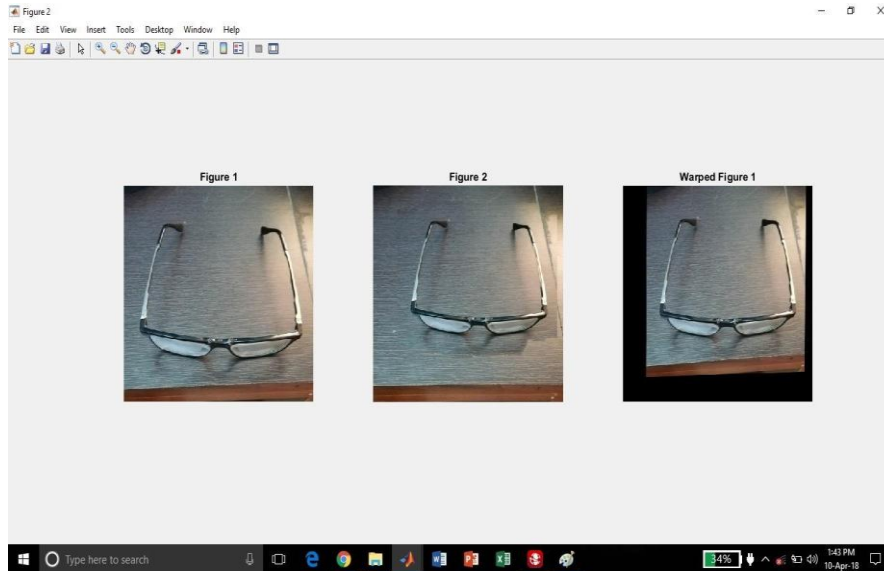 Figure 2
File Edit View Insert Tools Desktop Window Help
Figure 1 Figure 2 Warped Figure 1
Type here to search
34%
1:43 PM
10-Apr-18